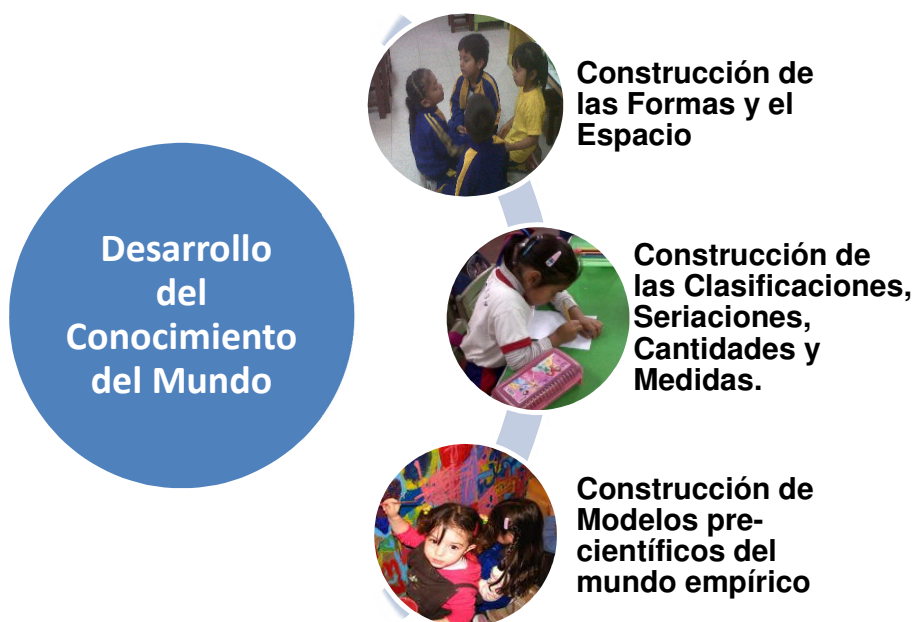 Desarrollo
del
Conocimiento
del Mundo
Construcción de
las Formas y el
Espacio
Construcción de
las Clasificaciones,
Seriaciones,
Cantidades y
Medidas.
Construcción de
Modelos pre-
científicos del
mundo empírico